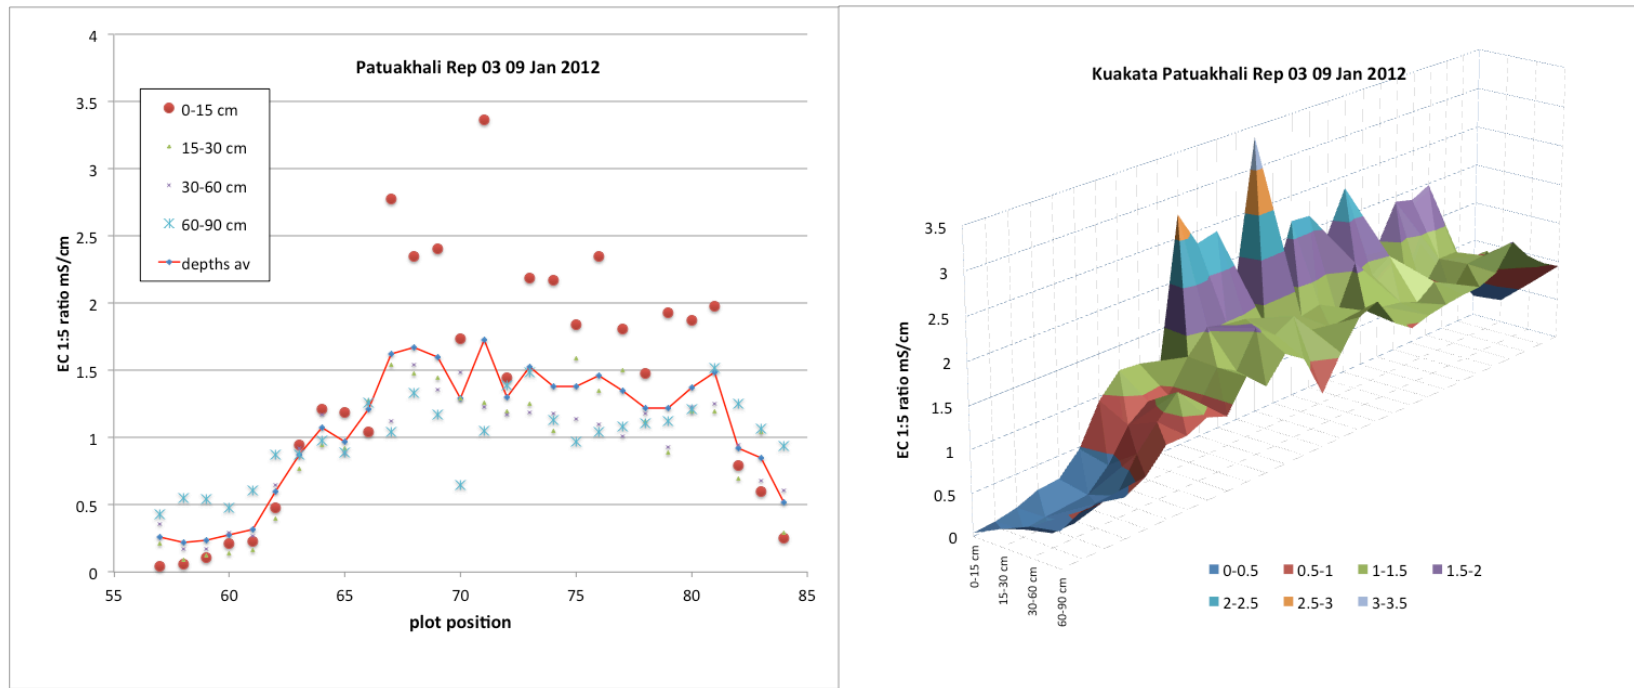 Patuakhali Rep 03 09 Jan 2012
4
3.5
3
2.5
2
1.5
1
0.5
0
EC 1:5 ratio mS/cm
0-15 cm
15-30 cm
30-60 cm
60-90 cm
depths av
55 60 65 70 75 80 85
plot position
Kuakata Patuakhali Rep 03 09 Jan 2012
3.5
3
2.5
2
1.5
1
0.5
0
EC 1:5 ratio mS/cm
0-15 cm
15-30 cm
30-60 cm
60-90 cm
0-0.5 0.5-1 1-1.5 1.5-2
2-2.5 2.5-3 3-3.5